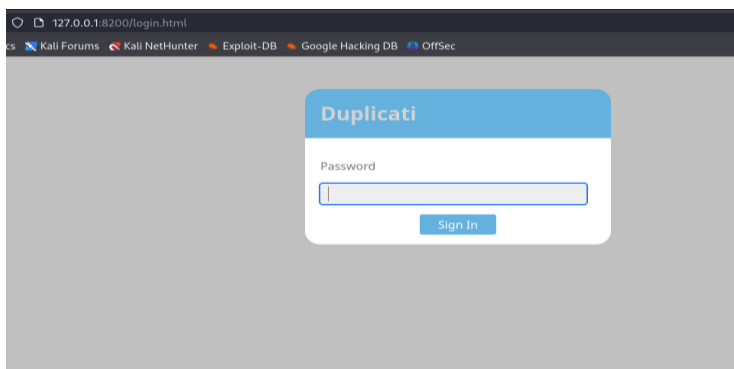 127.0.0.1:8200/login.html
cs Kali Forums Kali NetHunter Exploit-DB Google Hacking DB OffSec
Duplicati
Password
Sign In